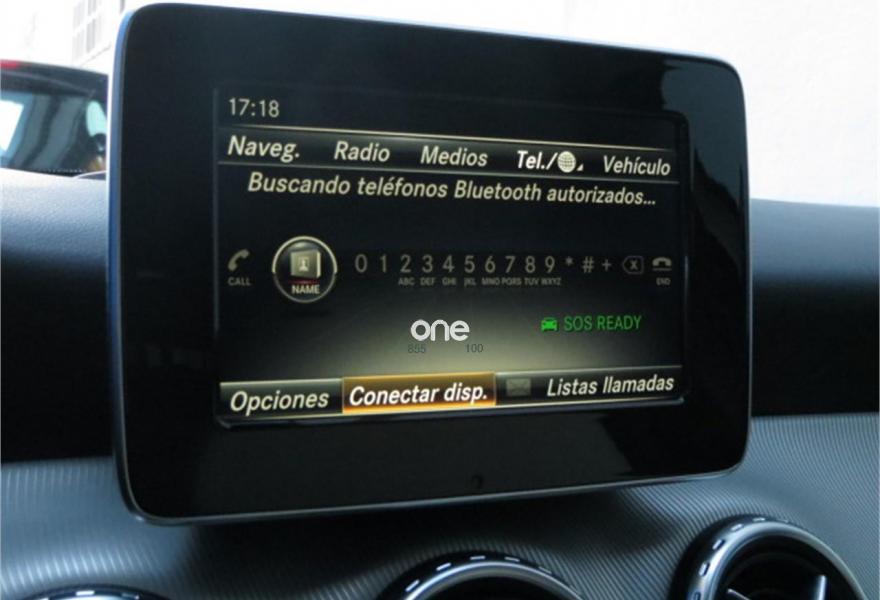 17:18
Naveg. Radio Medios Tel./ Vehículo
Buscando teléfonos Bluetooth autorizados...
0 1 2 3 4 5 6 7 8 9 * # +
CALL NAME ABC DEF GHI JKL MNO PQRS TUV WXYZ END
SOS READY
one
855 100
Opciones Conectar disp. Listas llamadas